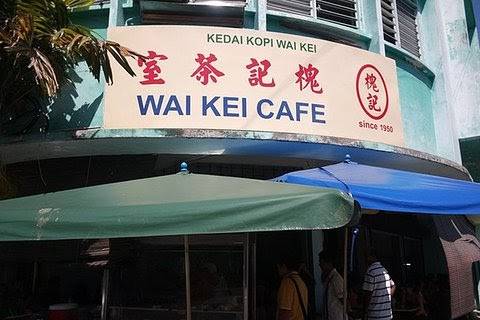 KEDAI KOPI WAI KEI
室茶記槐
WAI KEI CAFE
槐記
since 1950